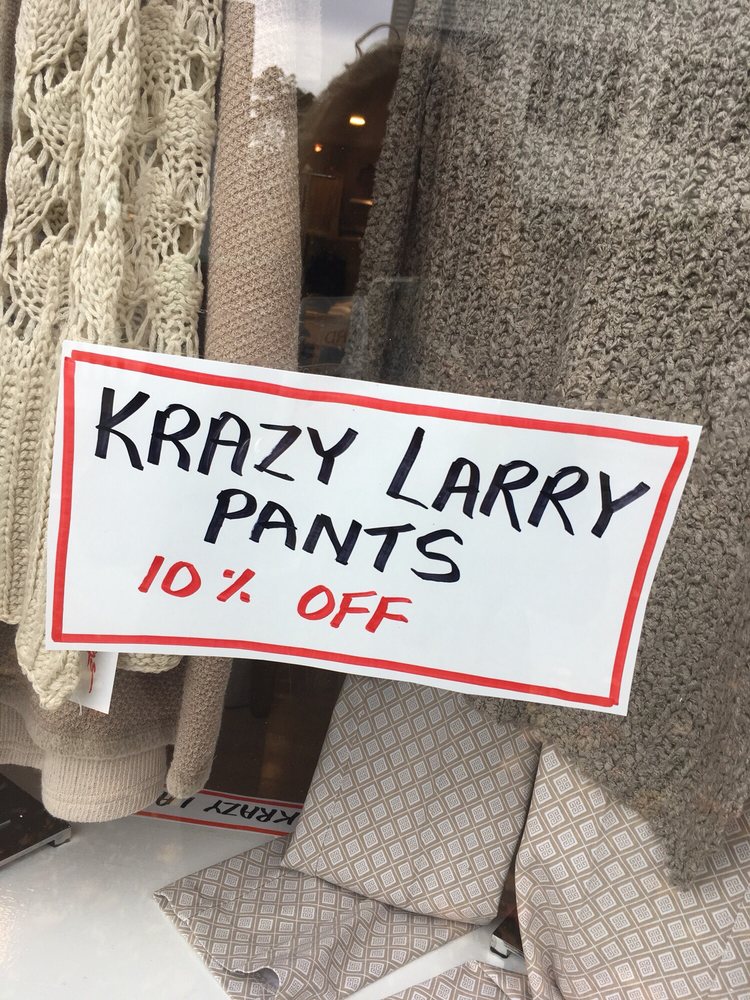 KRAZY LARRY
PANTS
10% OFF
KRAZY LA